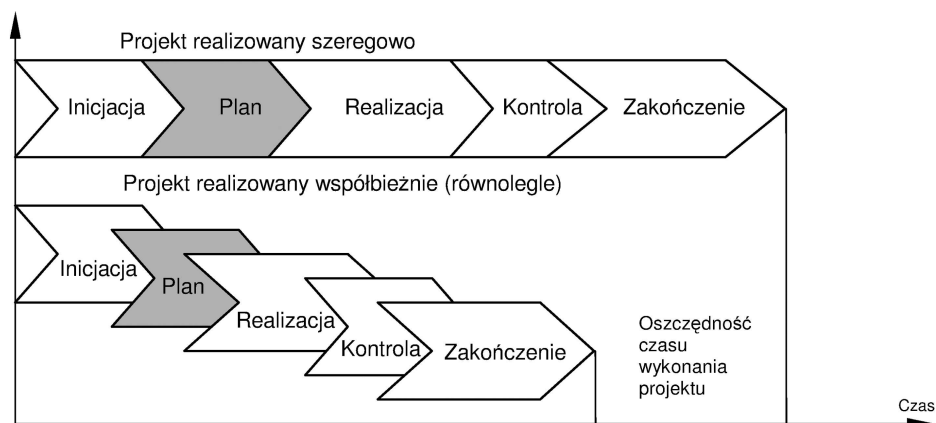 Projekt realizowany szeregowo
Inicjacja
Plan
Realizacja
Kontrola
Zakończenie
Projekt realizowany współbieżnie (równolegle)
Inicjacja
Plan
Realizacja
Kontrola
Zakończenie
Oszczędność
czasu
wykonania
projektu
Czas